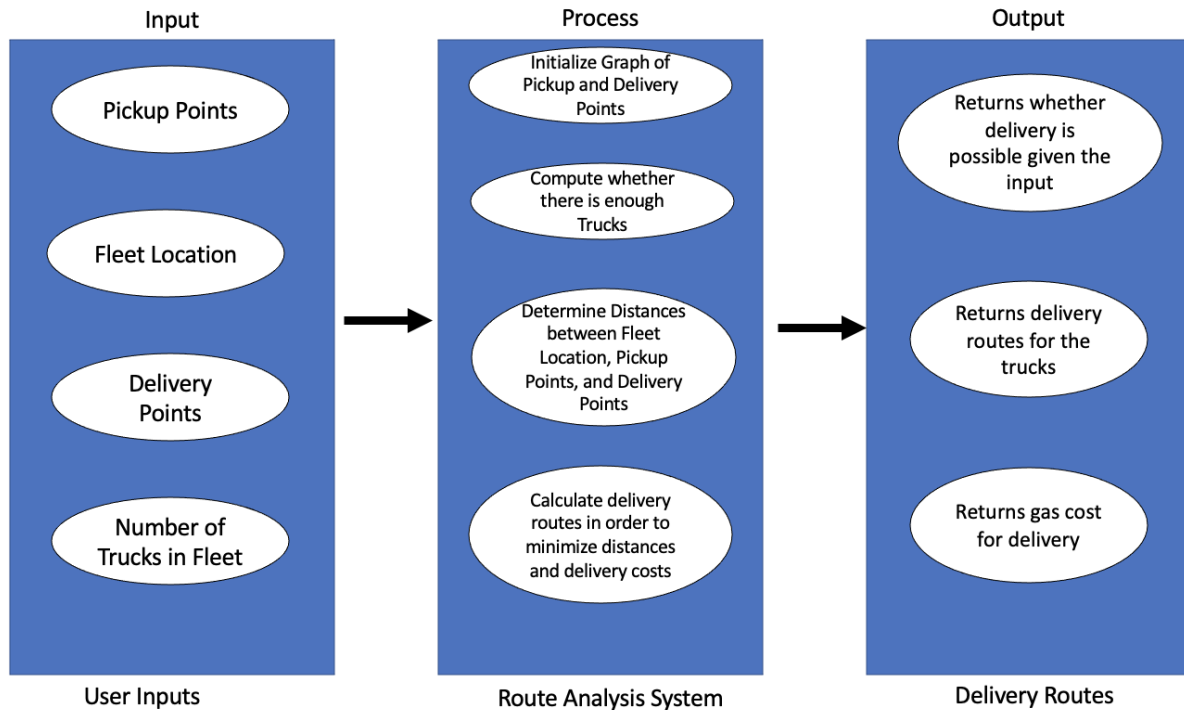 Input
Pickup Points
Fleet Location
Delivery
Points
Number of
Trucks in Fleet
User Inputs
Process
Initialize Graph of
Pickup and Delivery
Points
Compute whether
there is enough
Trucks
Determine Distances
between Fleet
Location, Pickup
Points, and Delivery
Points
Calculate delivery
routes in order to
minimize distances
and delivery costs
Route Analysis System
Output
Returns whether
delivery is
possible given the
input
Returns delivery
routes for the
trucks
Returns gas cost
for delivery
Delivery Routes